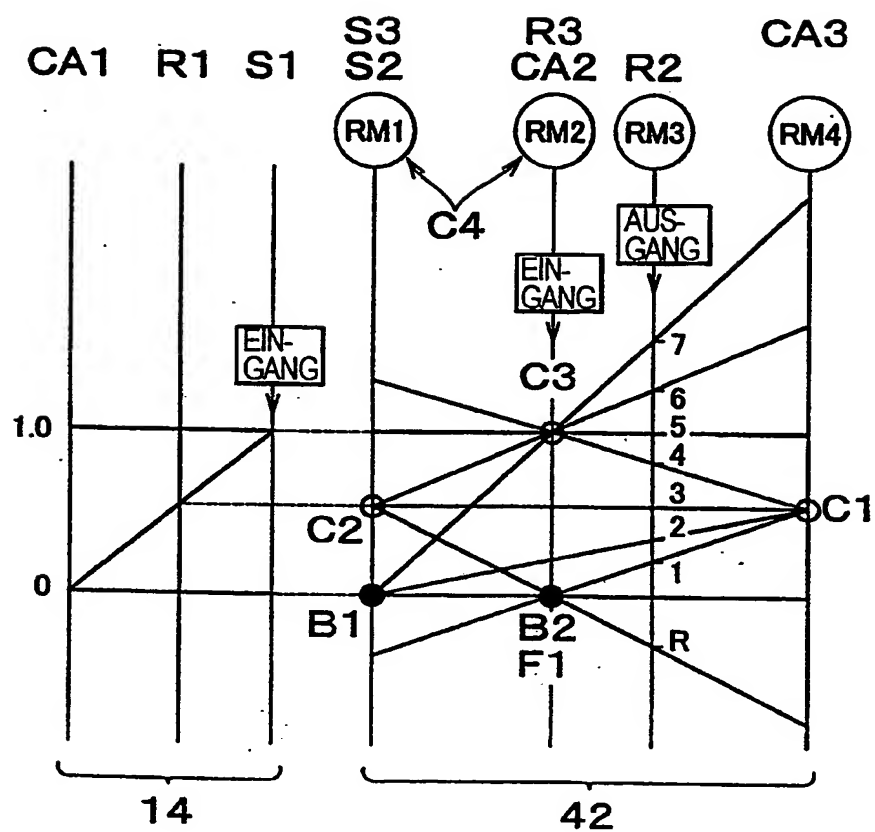 S3 R3 CA3
CA1 R1 S1 S2 CA2 R2
RM1 RM2 RM3 RM4
C4
AUS-
GANG
EIN-
GANG
EIN-
GANG
7
C3
6
1.0 5
4
3
C2 C1
2
1
0
B1 B2
F1
R
14 42